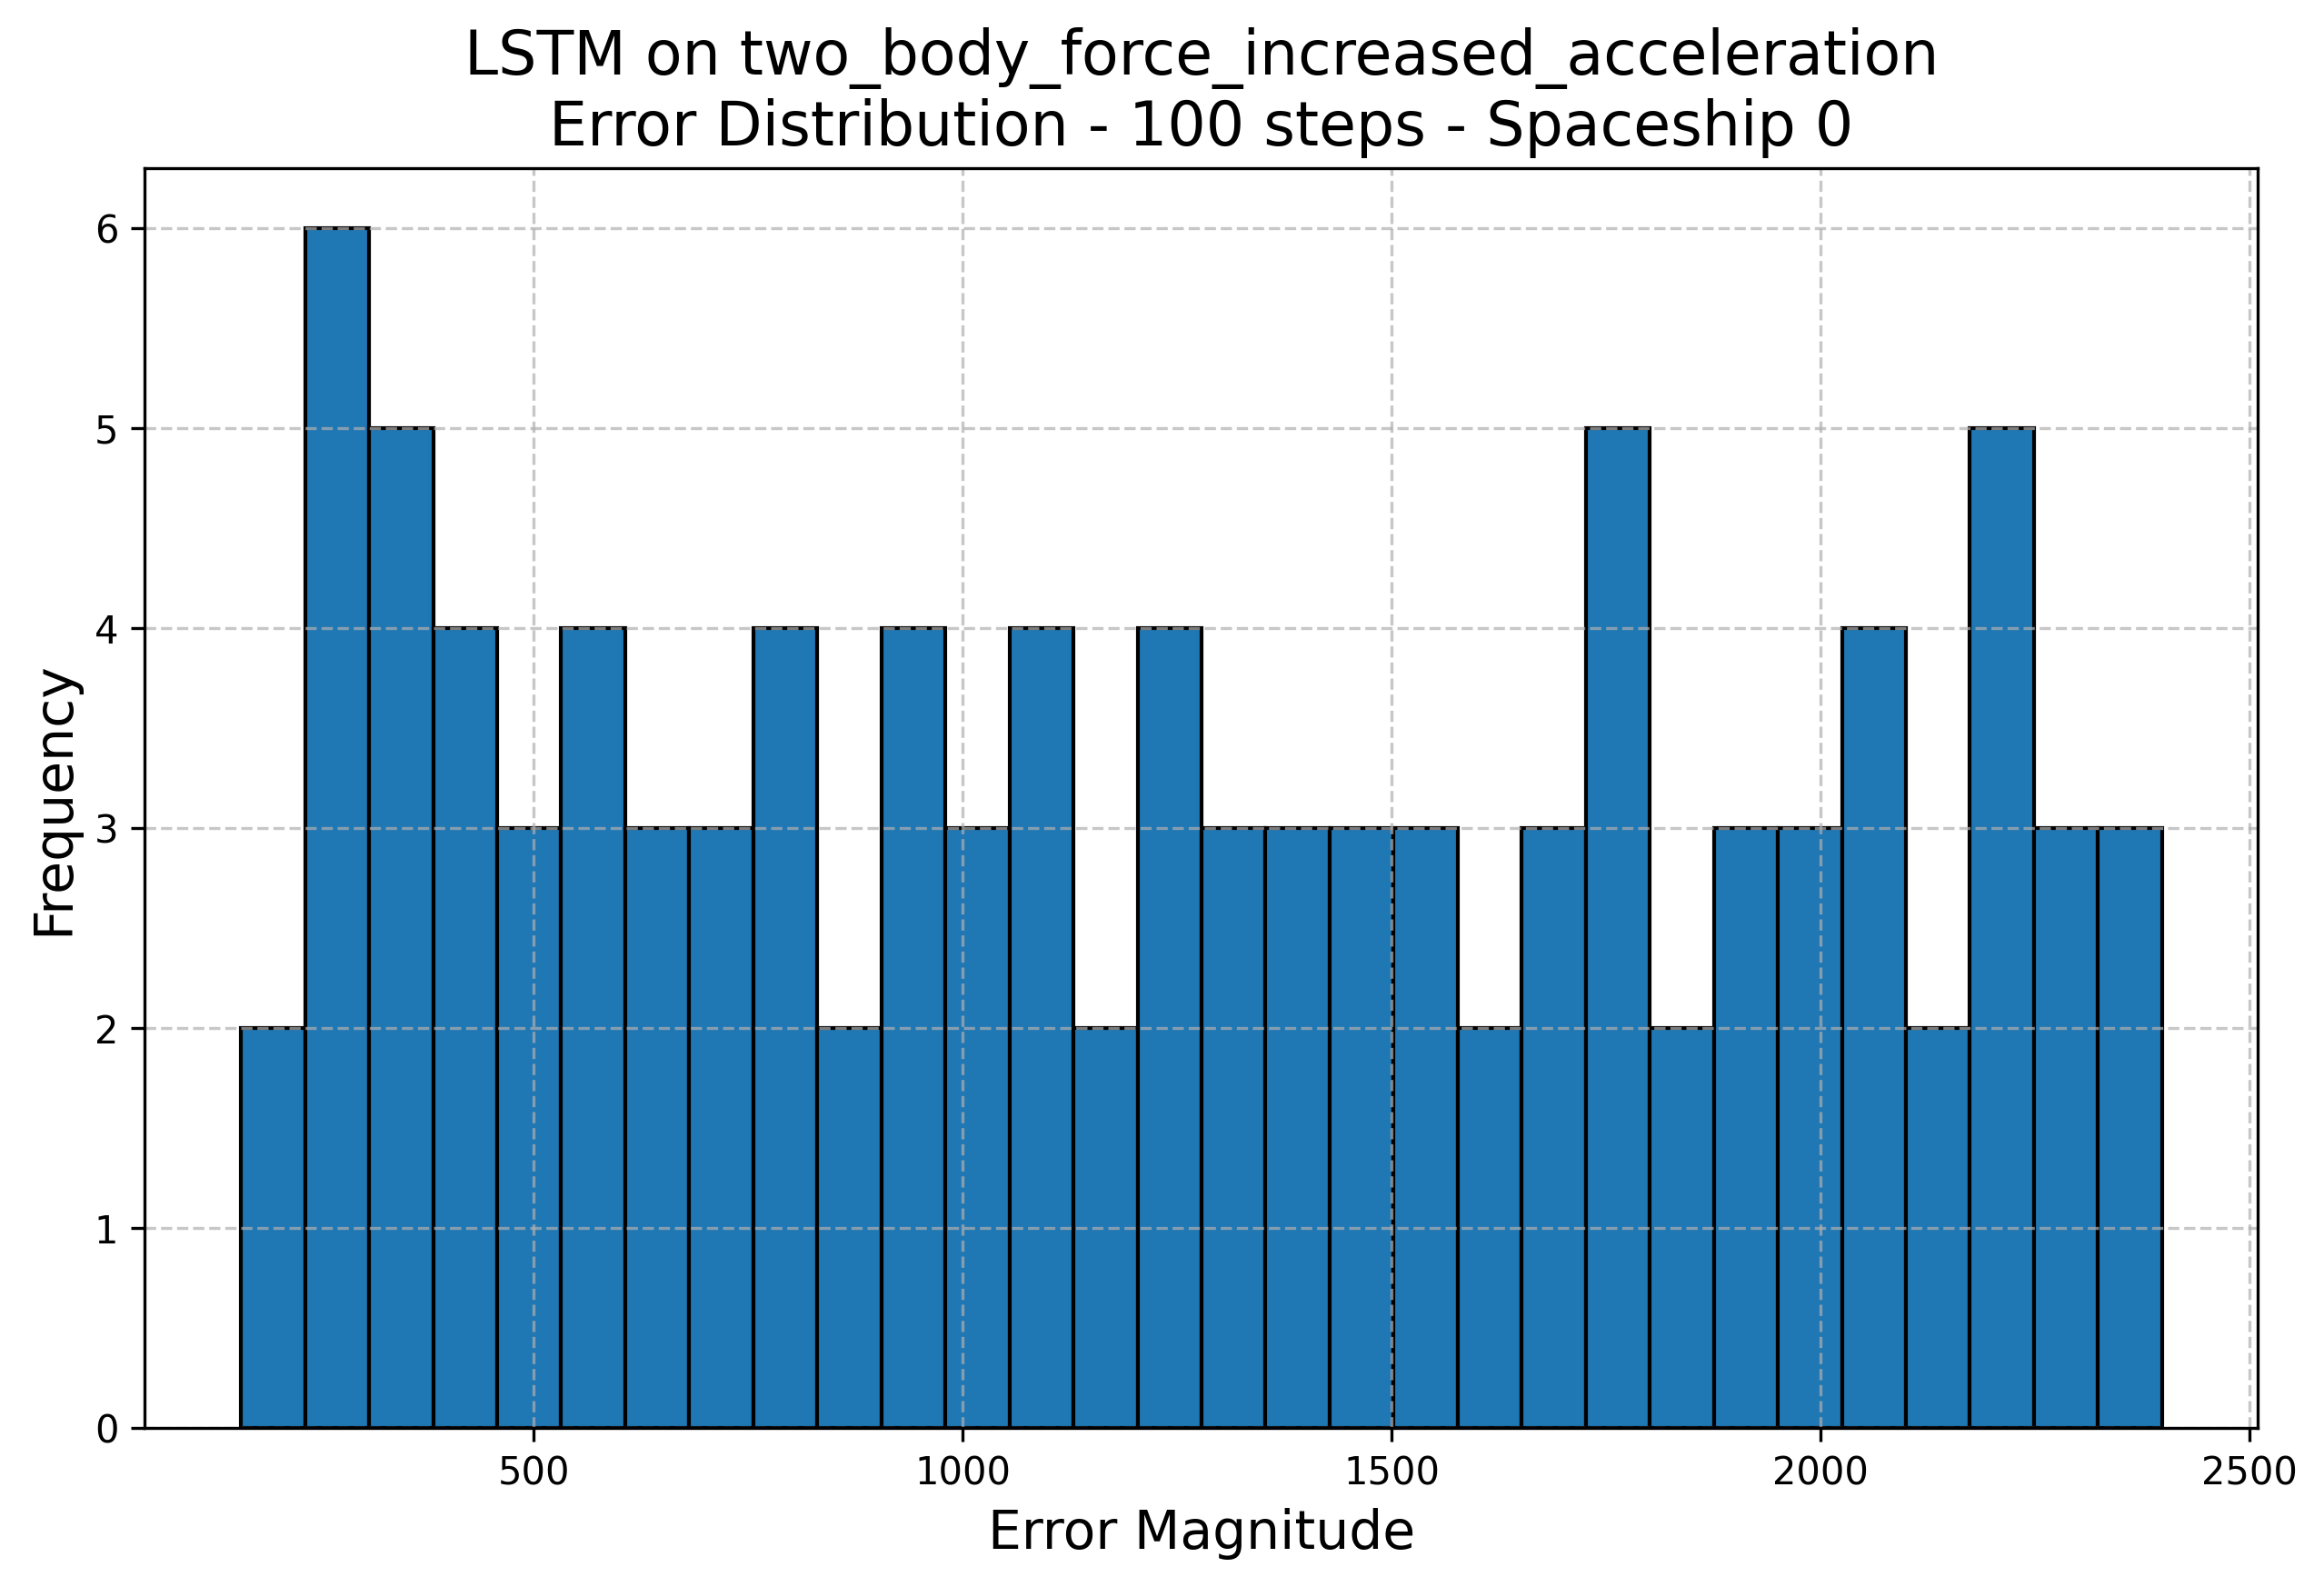 LSTM on two_body_force_increased_acceleration
Error Distribution - 100 steps - Spaceship 0
6
5
4
3
2
1
0
Frequency
500 1000 1500 2000 2500
Error Magnitude